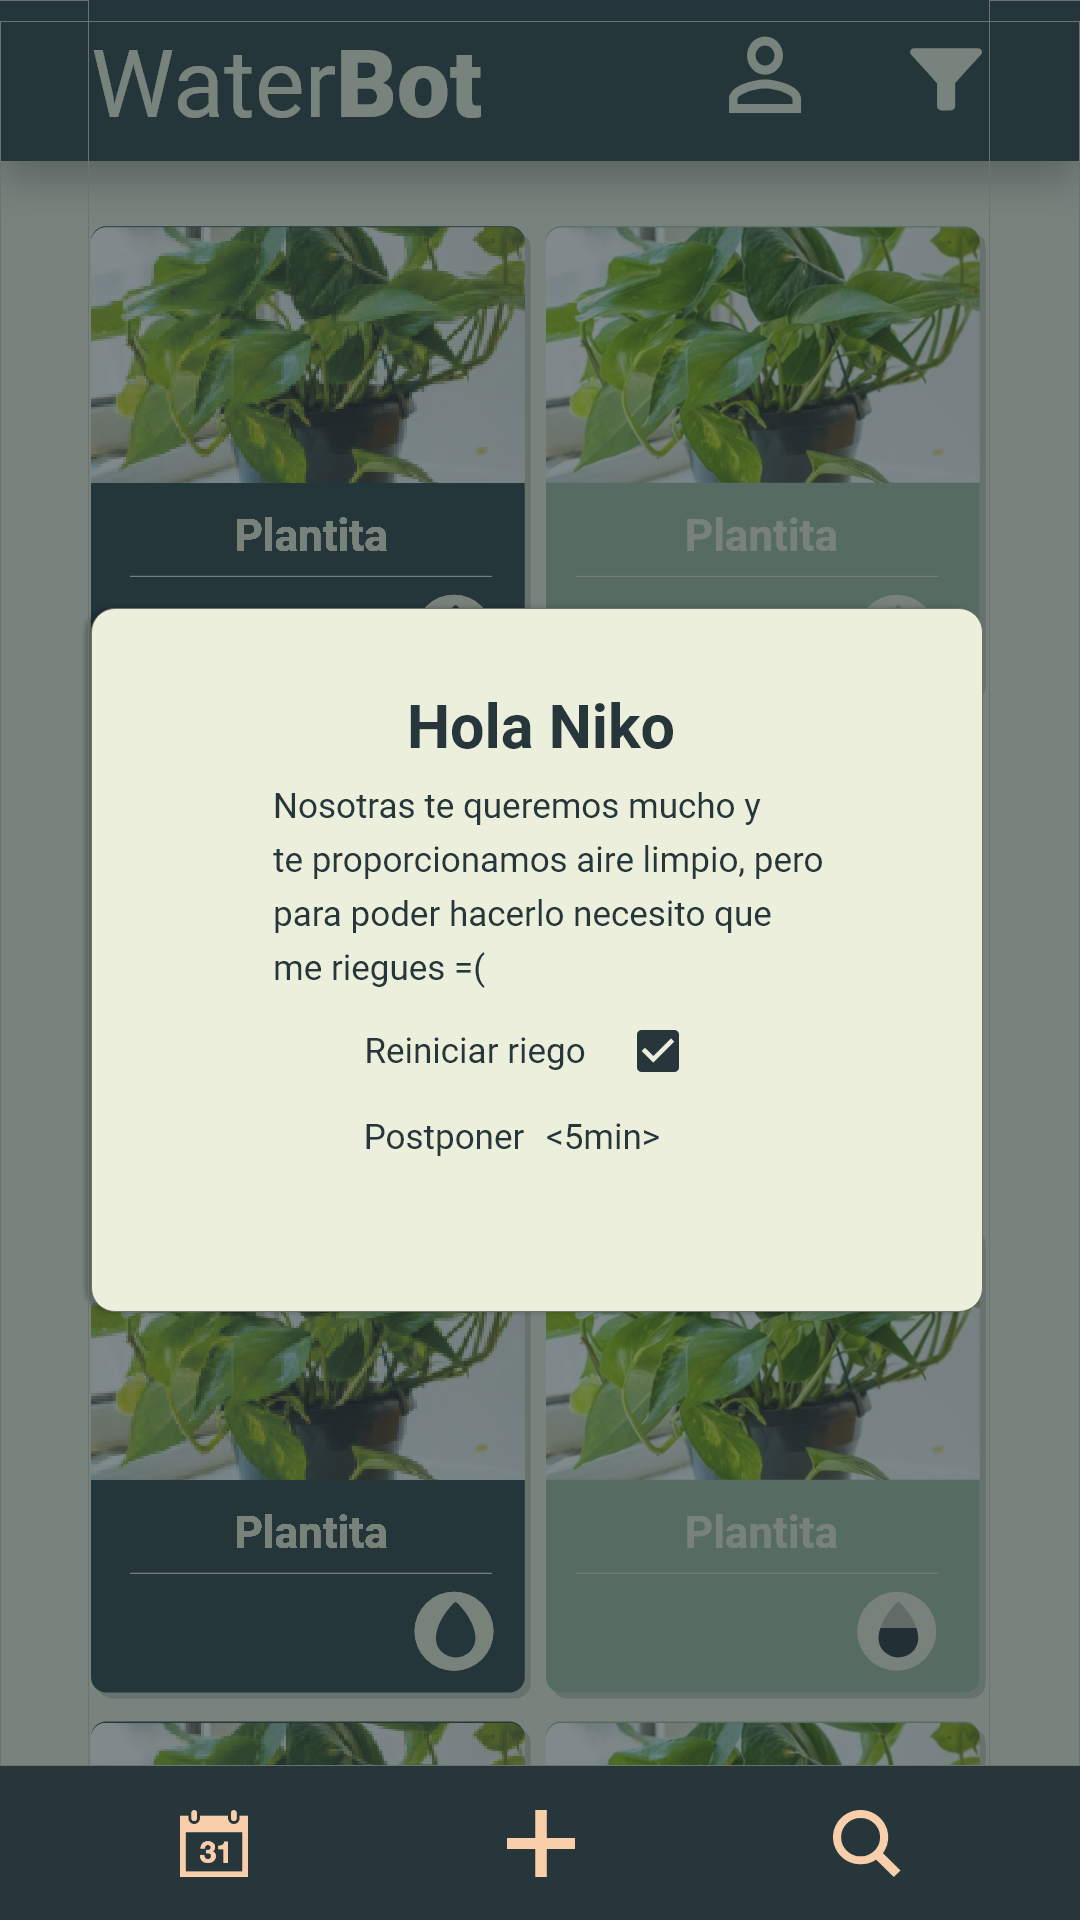 WaterBot
Plantita
Plantita
Hola Niko
Nosotras te queremos mucho y
te proporcionamos aire limpio, pero
para poder hacerlo necesito que
me riegues =(
Reiniciar riego
Postponer <5min>
Plantita
Plantita
31